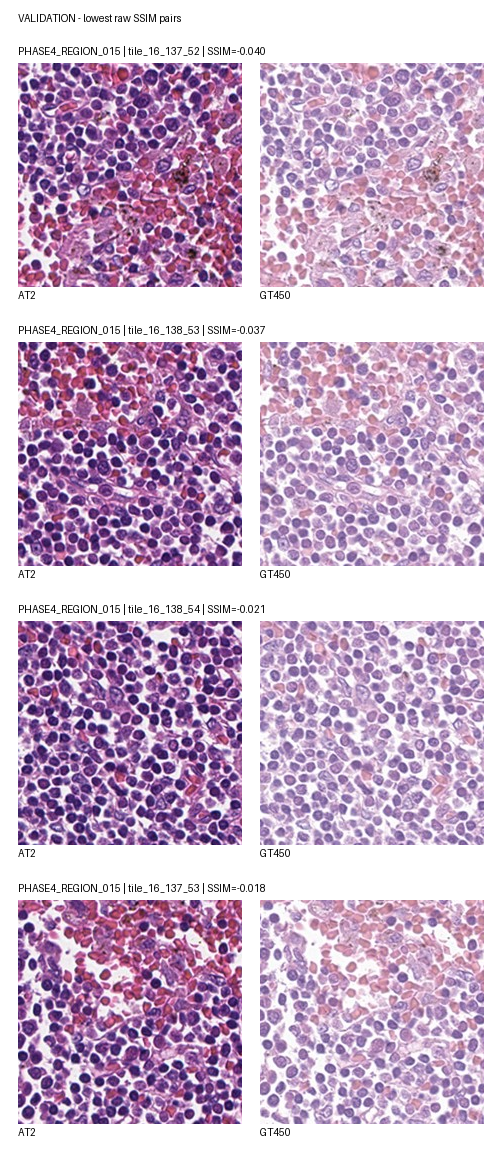 VALIDATION - lowest raw SSIM pairs
PHASE4_REGION_015 | tile_16_137_52 | SSIM=-0.040
AT2 GT450
PHASE4_REGION_015 | tile_16_138_53 | SSIM=-0.037
AT2 GT450
PHASE4_REGION_015 | tile_16_138_54 | SSIM=-0.021
AT2 GT450
PHASE4_REGION_015 | tile_16_137_53 | SSIM=-0.018
AT2 GT450